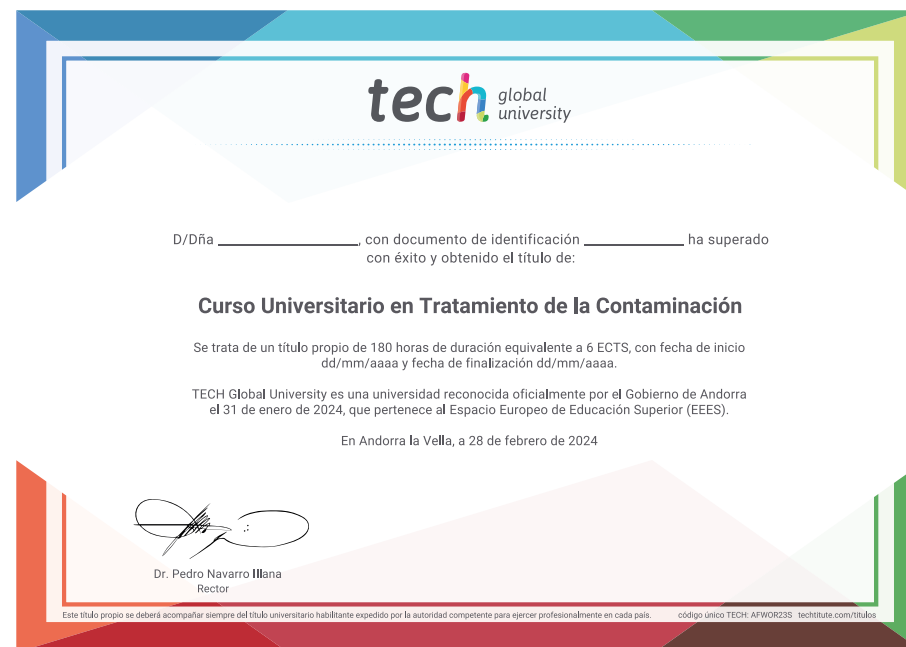 tech global university
D/Dña ______________, con documento de identificación __________ ha superado
con éxito y obtenido el título de:
Curso Universitario en Tratamiento de la Contaminación
Se trata de un título propio de 180 horas de duración equivalente a 6 ECTS, con fecha de inicio
dd/mm/aaaa y fecha de finalización dd/mm/aaaa.
TECH Global University es una universidad reconocida oficialmente por el Gobierno de Andorra
el 31 de enero de 2024, que pertenece al Espacio Europeo de Educación Superior (EEES).
En Andorra la Vella, a 28 de febrero de 2024
Dr. Pedro Navarro Illana
Rector
Este título propio se deberá acompañar siempre del título universitario habilitante expedido por la autoridad competente para ejercer profesionalmente en cada país. código único TECH: AFWOR23S techtitute.com/titulos